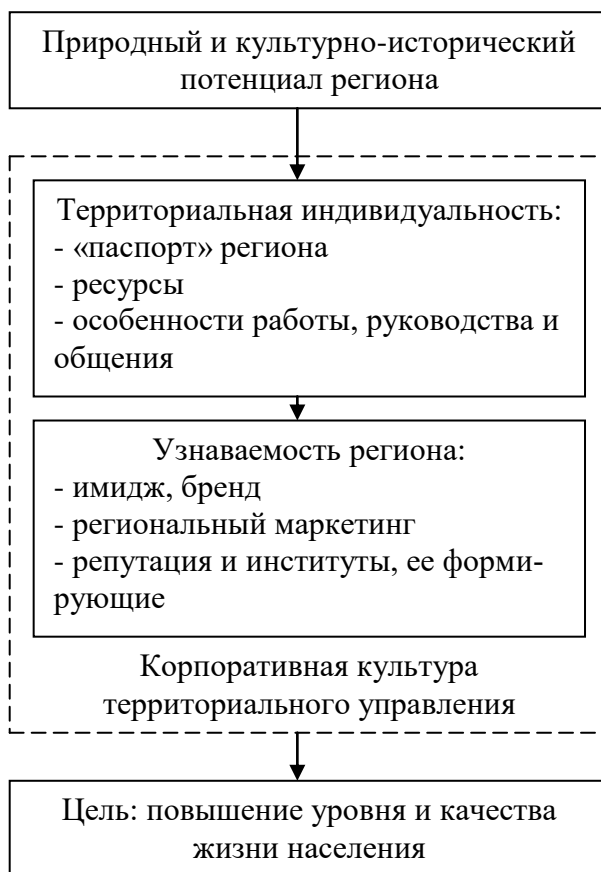 Природный и культурно-исторический
потенциал региона
Территориальная индивидуальность:
- «паспорт» региона
- ресурсы
- особенности работы, руководства и
общения
Узнаваемость региона:
- имидж, бренд
- региональный маркетинг
- репутация и институты, ее форми-
рующие
Корпоративная культура
территориального управления
Цель: повышение уровня и качества
жизни населения